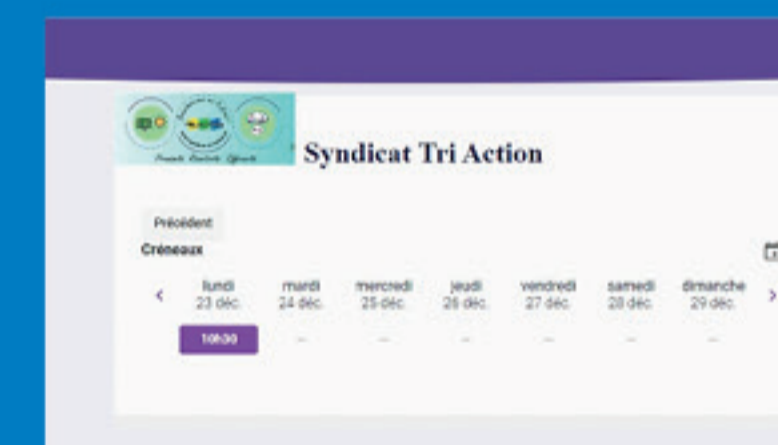 Syndicat Tri Action
Précédent
Créneaux
lundi mardi mercredi jeudi vendredi samedi dimanche
23 déc. 24 déc. 25 déc. 26 déc. 27 déc. 28 déc. 29 déc.
10h30 – – – – – –